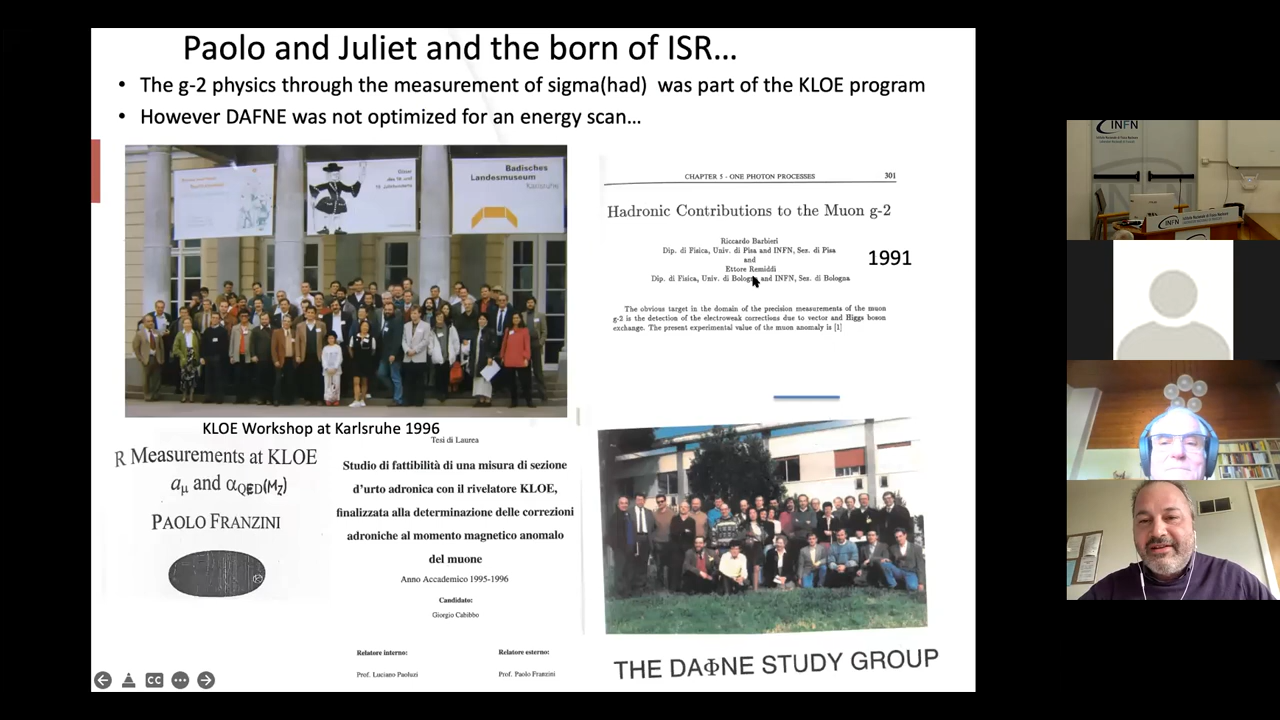 Paolo and Juliet and the born of ISR…
• The g-2 physics through the measurement of sigma(had) was part of the KLOE program
• However DAFNE was not optimized for an energy scan…
Badisches
Landesmuseum
Karlsruhe
KLOE Workshop at Karlsruhe 1996
CHAPTER 5 - ONE PHOTON PROCESSES 301
Hadronic Contributions to the Muon g-2
Riccardo Barbieri
Dip. di Fisica, Univ. di Pisa and INFN, Sez. di Pisa
and
Ettore Remiddi
Dip. di Fisica, Univ. di Bologna and INFN, Sez. di Bologna
1991
The obvious target in the domain of the precision measurements of the muon
g-2 is the detection of the electroweak corrections due to vector and Higgs boson
exchange. The present experimental value of the muon anomaly is [1]
R Measurements at KLOE
aμ and αQED(MZ)
PAOLO FRANZINI
Tesi di Laurea
Studio di fattibilità di una misura di sezione
d'urto adronica con il rivelatore KLOE,
finalizzata alla determinazione delle correzioni
adroniche al momento magnetico anomalo
del muone
Anno Accademico 1995-1996
Candidato:
Giorgio Cabibbo
Relatore interno:
Prof. Luciano Paoluzi
Relatore esterno:
Prof. Paolo Franzini
THE DAΦNE STUDY GROUP
CC
INFN
INFN